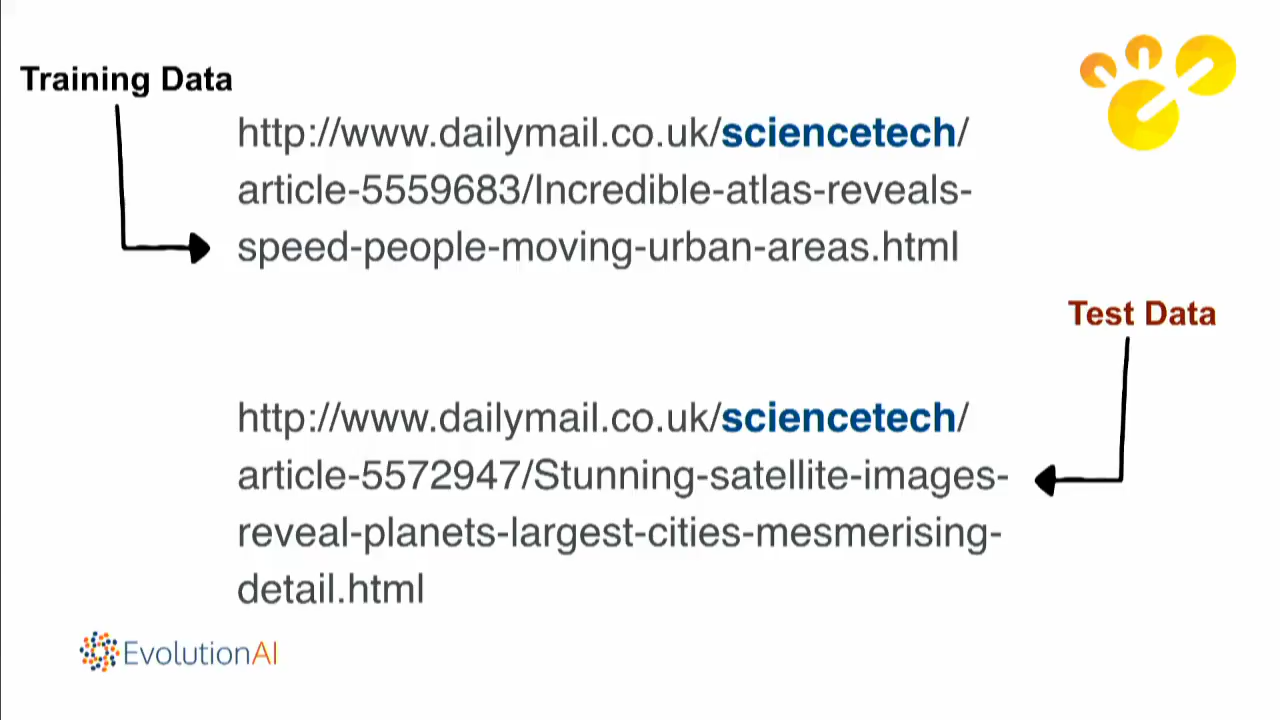 Training Data
http://www.dailymail.co.uk/sciencetech/
article-5559683/Incredible-atlas-reveals-
speed-people-moving-urban-areas.html
Test Data
http://www.dailymail.co.uk/sciencetech/
article-5572947/Stunning-satellite-images-
reveal-planets-largest-cities-mesmerising-
detail.html
EvolutionAI